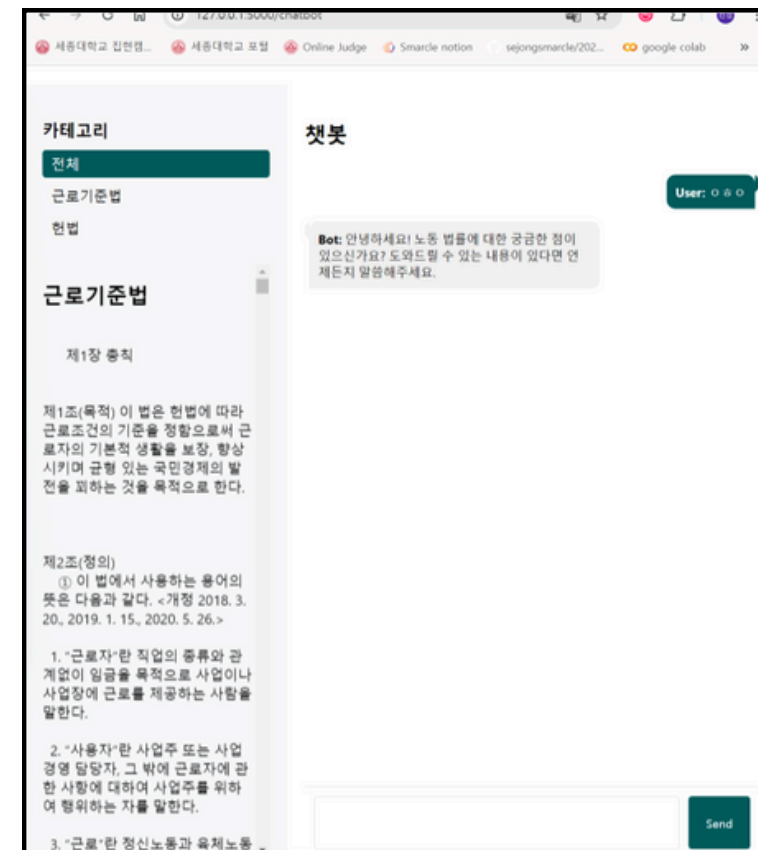 127.0.0.1:5000/chatbot
세종대학교 집현캠...
세종대학교 포털
Online Judge
Smarcle notion
sejongsmarcle/202...
google colab
카테고리
전체
근로기준법
헌법
근로기준법
제1장 총칙
제1조(목적) 이 법은 헌법에 따라
근로조건의 기준을 정함으로써 근
로자의 기본적 생활을 보장, 향상
시키며 균형 있는 국민경제의 발
전을 꾀하는 것을 목적으로 한다.
제2조(정의)
① 이 법에서 사용하는 용어의
뜻은 다음과 같다. <개정 2018. 3.
20., 2019. 1. 15., 2020. 5. 26.>
1. "근로자"란 직업의 종류와 관
계없이 임금을 목적으로 사업이나
사업장에 근로를 제공하는 사람을
말한다.
2. "사용자"란 사업주 또는 사업
경영 담당자, 그 밖에 근로자에 관
한 사항에 대하여 사업주를 위하
여 행위하는 자를 말한다.
3. "근로"란 정신노동과 육체노동
챗봇
User: ㅇㅎㅇ
Bot: 안녕하세요! 노동 법률에 대한 궁금한 점이
있으신가요? 도와드릴 수 있는 내용이 있다면 언
제든지 말씀해주세요.
Send